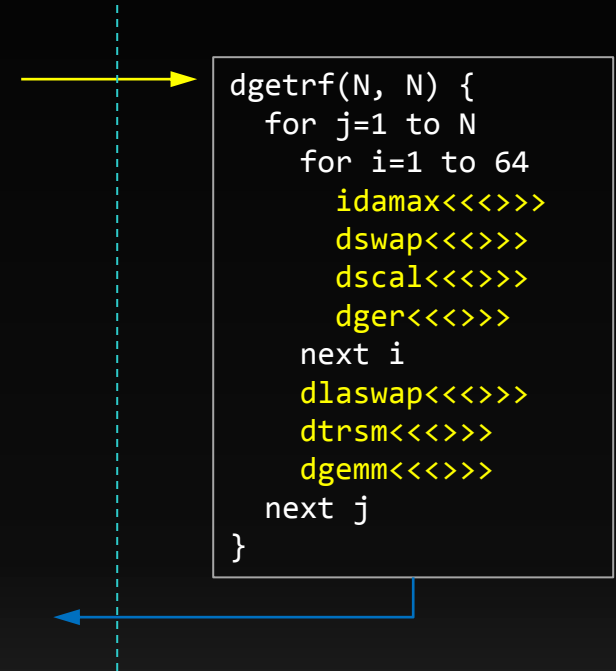 dgetrf(N, N) {
  for j=1 to N
    for i=1 to 64
      idamax<<<>>>
      dswap<<<>>>
      dscal<<<>>>
      dger<<<>>>
    next i
    dlaswap<<<>>>
    dtrsm<<<>>>
    dgemm<<<>>>
  next j
}